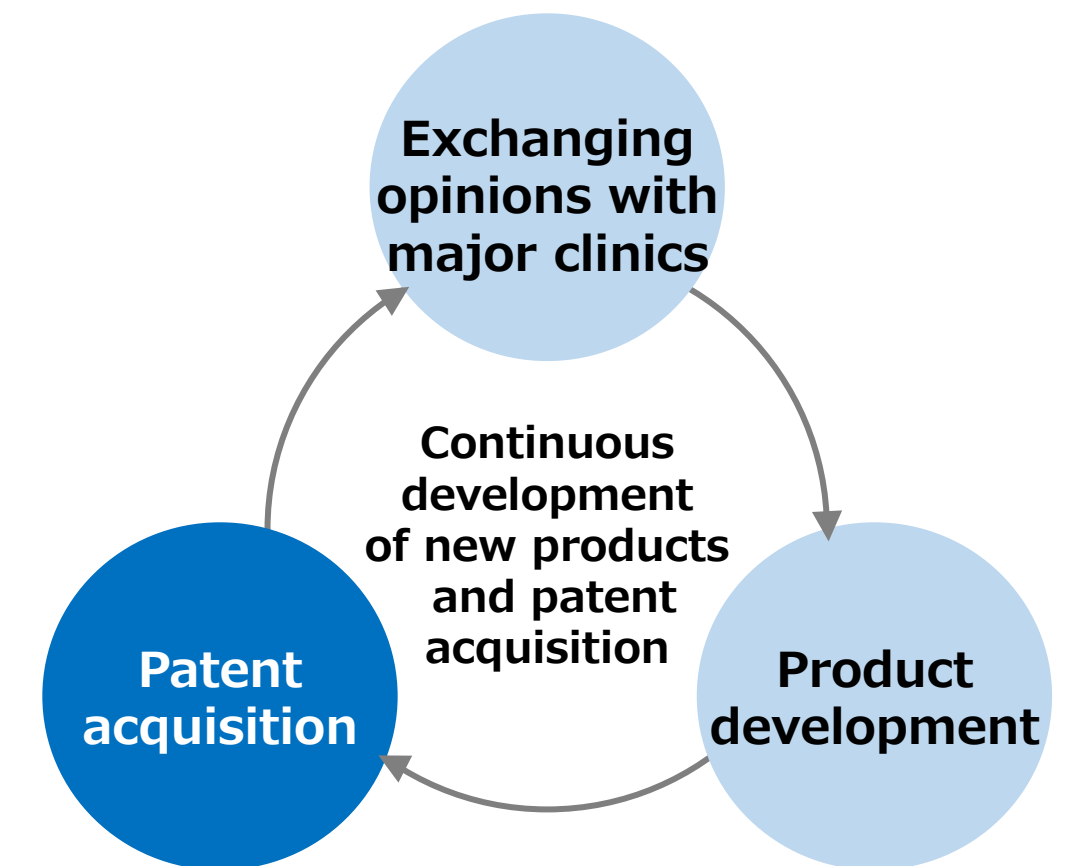 Exchanging
opinions with
major clinics
Continuous
development
of new products
and patent
acquisition
Patent
acquisition
Product
development